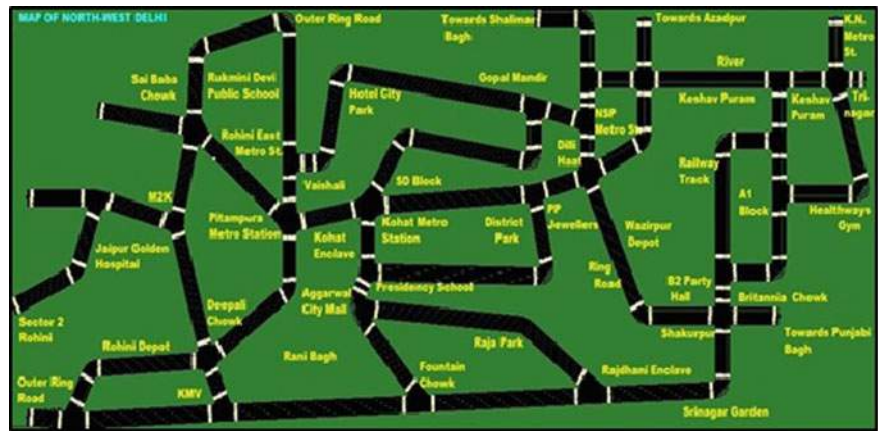 MAP OF NORTH-WEST DELHI
Outer Ring Road
Towards Shalimar
Bagh
Towards Azadpur
K.N.
Metro
St.
Sai Baba
Chowk
Rukmini Devi
Public School
Gopal Mandir
River
Hotel City
Park
Keshav Puram
Keshav
Puram
Tri
nagar
NSIP
Metro St.
Rohini East
Metro St.
Dilli
Haat
Railway
Track
Vaishali
SD Block
M2K
A1
Block
Pitampura
Metro Station
Kohat
Enclave
Kohat Metro
Station
District
Park
PP
Jewellers
Wazirpur
Depot
Healthways
Gym
Jaipur Golden
Hospital
Ring
Road
B2 Party
Hall
Presidency School
Aggarwal
City Mall
Deepali
Chowk
Britannia Chowk
Sector 2
Rohini
Shakurpur
Towards Punjabi
Bagh
Rohini Depot
Rani Bagh
Raja Park
Fountain
Chowk
Rajdhani Enclave
Outer Ring
Road
KMV
Srinagar Garden